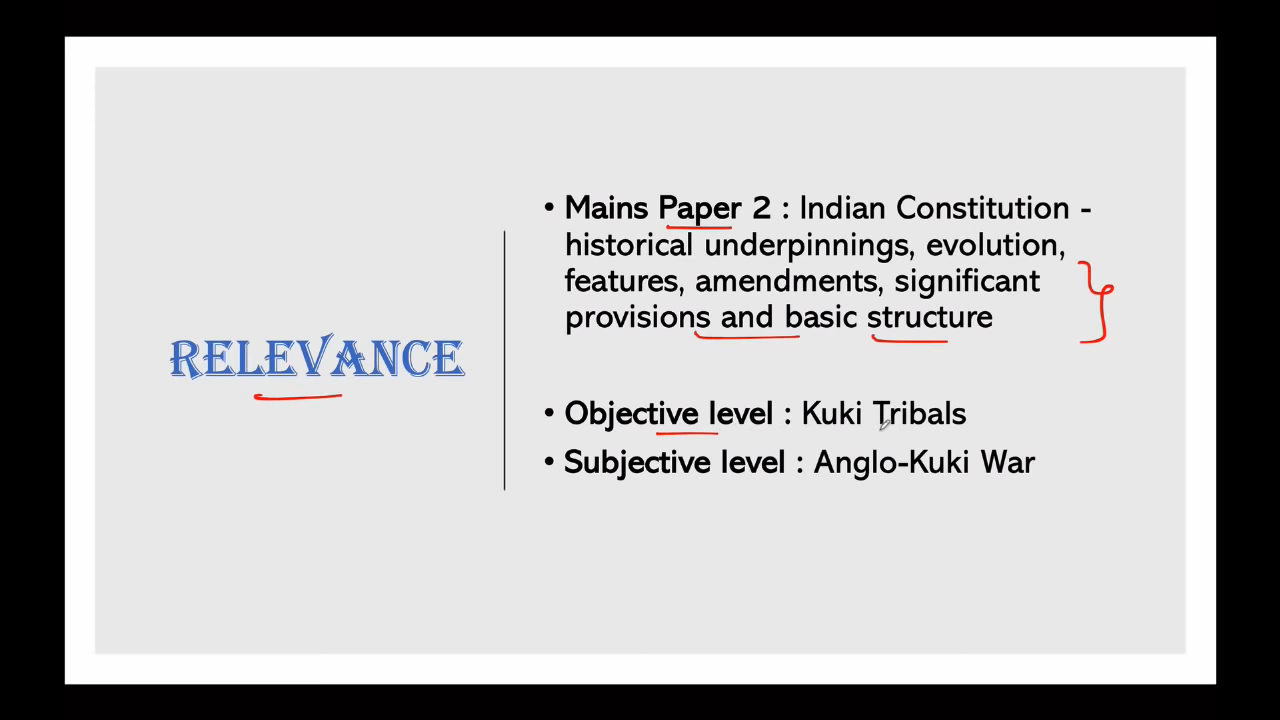 RELEVANCE
• Mains Paper 2 : Indian Constitution -
historical underpinnings, evolution,
features, amendments, significant
provisions and basic structure
• Objective level : Kuki Tribals
• Subjective level : Anglo-Kuki War